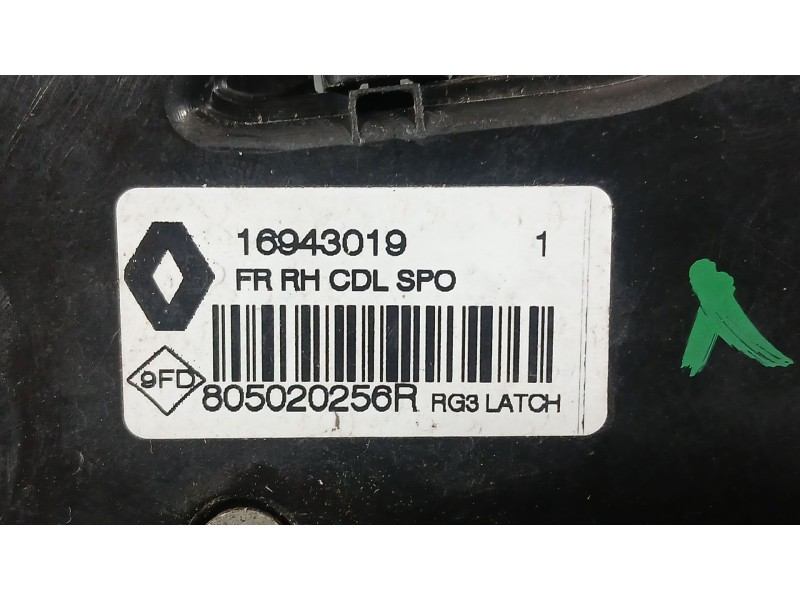 16943019 1
FR RH CDL SPO
9FD
805020256R RG3 LATCH